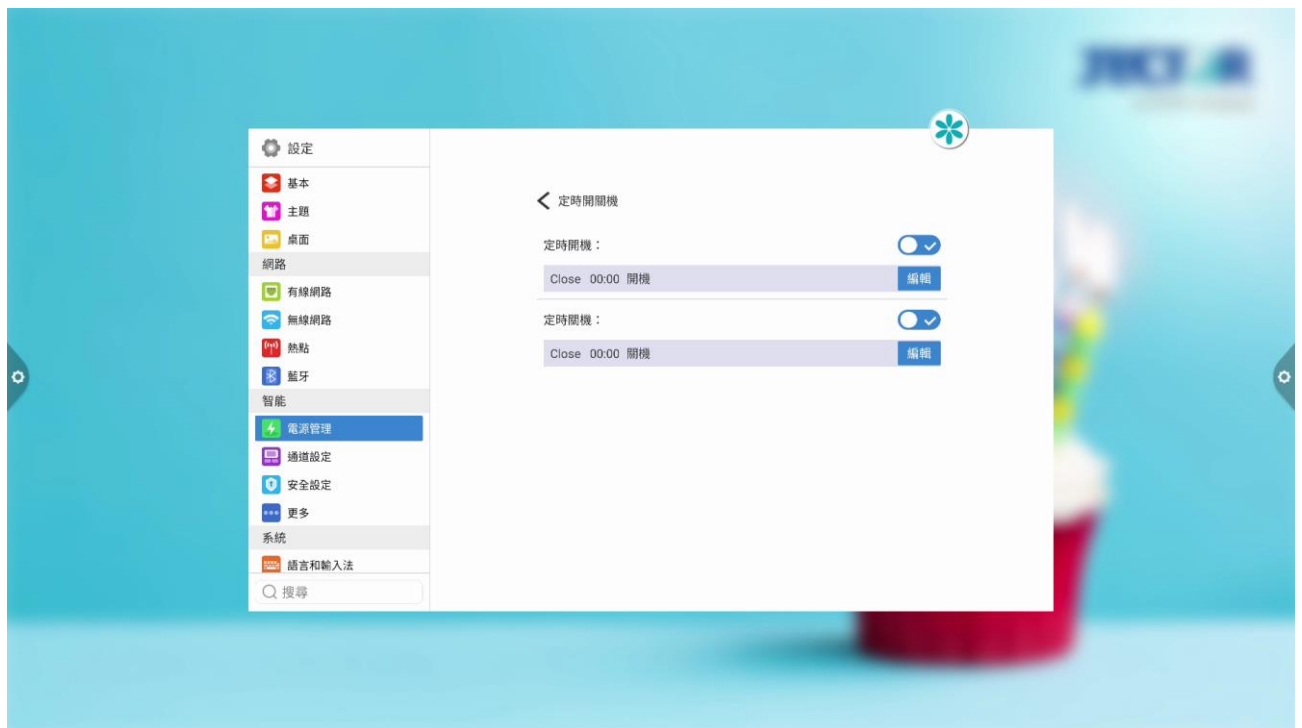 設定
基本
主題
桌面
網路
有線網路
無線網路
熱點
藍牙
智能
電源管理
通道設定
安全設定
更多
系統
語言和輸入法
搜尋
定時開關機
定時開機：
Close 00:00 開機
編輯
定時關機：
Close 00:00 關機
編輯